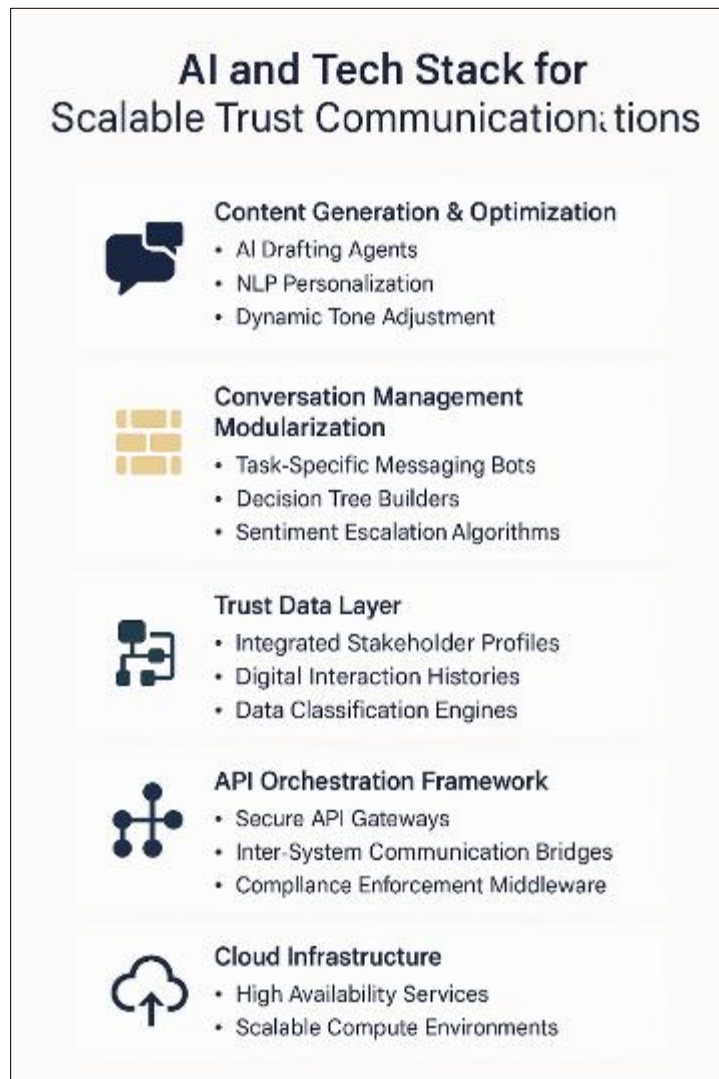 AI and Tech Stack for
Scalable Trust Communication: tions
Content Generation & Optimization
• AI Drafting Agents
• NLP Personalization
• Dynamic Tone Adjustment
Conversation Management
Modularization
• Task-Specific Messaging Bots
• Decision Tree Builders
• Sentiment Escalation Algorithms
Trust Data Layer
• Integrated Stakeholder Profiles
• Digital Interaction Histories
• Data Classification Engines
API Orchestration Framework
• Secure API Gateways
• Inter-System Communication Bridges
• Compllance Enforcement Middleware
Cloud Infrastructure
• High Availability Services
• Scalable Compute Environments